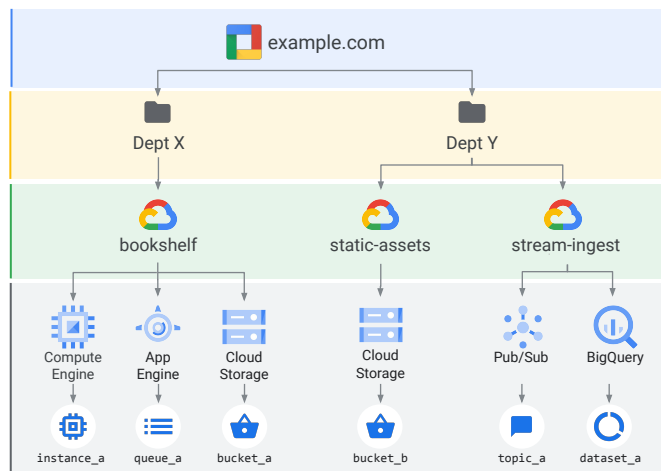 example.com
Dept X
Dept Y
bookshelf
static-assets
stream-ingest
Compute
Engine
App
Engine
Cloud
Storage
Cloud
Storage
Pub/Sub
BigQuery
instance_a
queue_a
bucket_a
bucket_b
topic_a
dataset_a